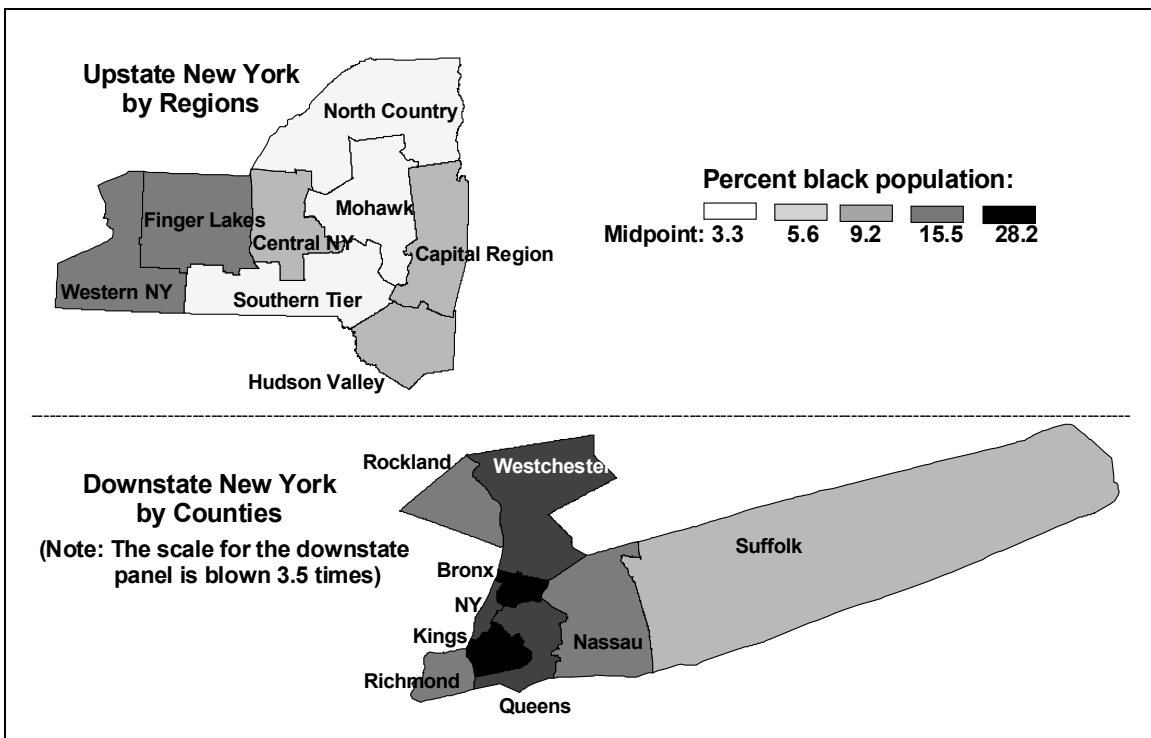 Upstate New York
by Regions
North Country
Finger Lakes
Mohawk
Central NY
Capital Region
Western NY
Southern Tier
Hudson Valley
Percent black population:
Midpoint: 3.3 5.6 9.2 15.5 28.2
Downstate New York
by Counties
(Note: The scale for the downstate
panel is blown 3.5 times)
Rockland
Westchester
Suffolk
Bronx
NY
Kings
Nassau
Richmond
Queens